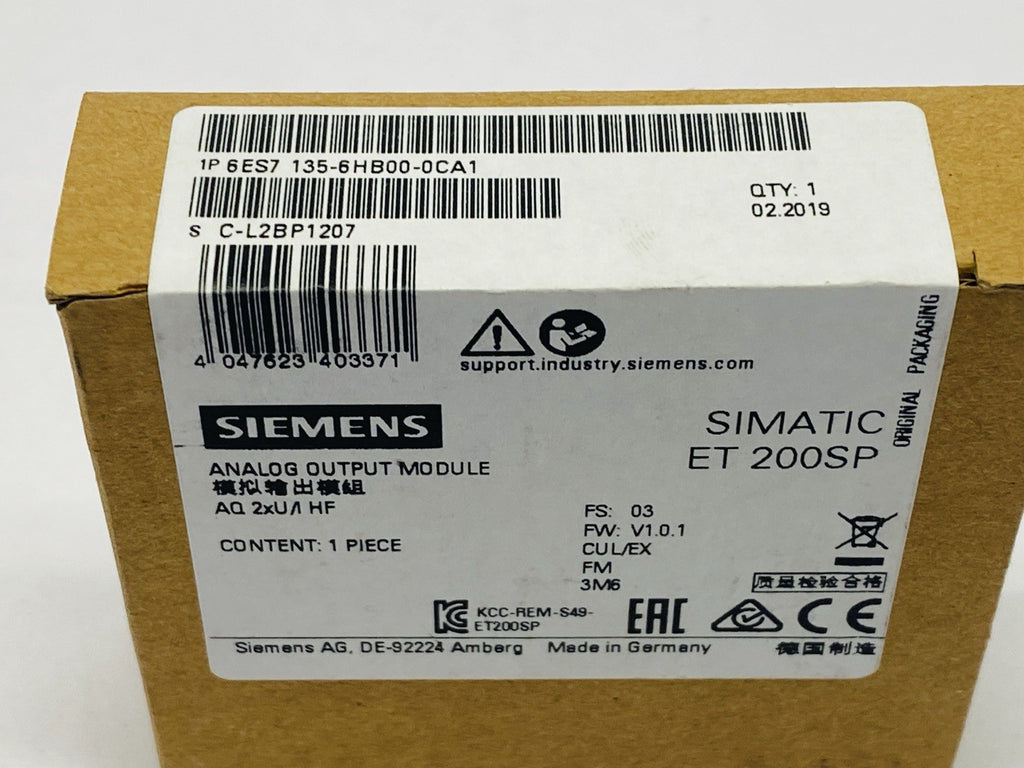 1P 6ES7 135-6HB00-0CA1
QTY: 1
02.2019
S C-L2BP1207
4 047623 403371
support.industry.siemens.com
ORIGINAL PACKAGING
SIEMENS
SIMATIC
ET 200SP
ANALOG OUTPUT MODULE
模拟输出模组
AQ 2xU/I HF
CONTENT: 1 PIECE
FS: 03
FW: V1.0.1
CUL/EX
FM
3M6
质量检验合格
KCC-REM-S49-
ET200SP
EAC
CE
Siemens AG, DE-92224 Amberg Made in Germany 德国制造